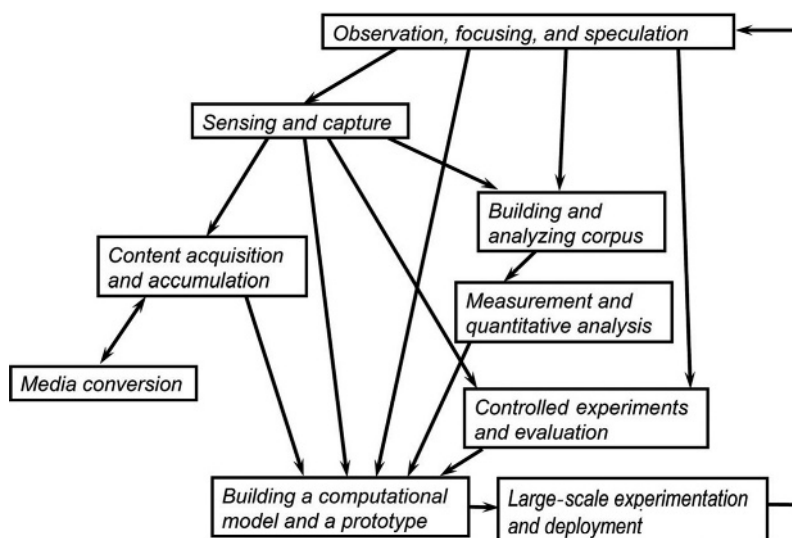 Observation, focusing, and speculation
Sensing and capture
Building and
analyzing corpus
Content acquisition
and accumulation
Measurement and
quantitative analysis
Media conversion
Controlled experiments
and evaluation
Building a computational
model and a prototype
Large-scale experimentation
and deployment